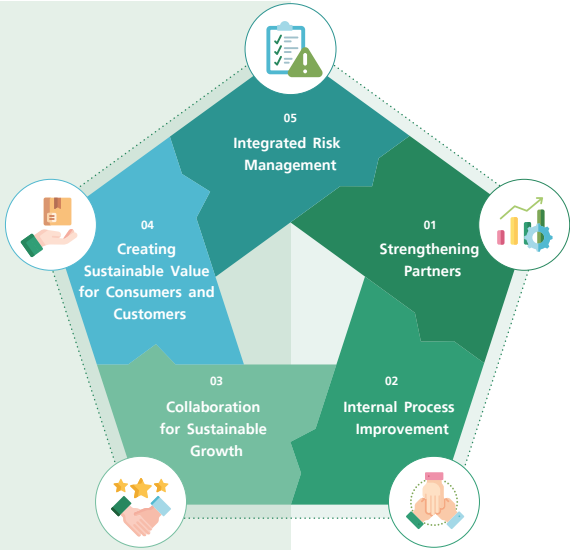 05
Integrated Risk
Management
01
Strengthening
Partners
04
Creating
Sustainable Value
for Consumers and
Customers
02
Internal Process
Improvement
03
Collaboration
for Sustainable
Growth